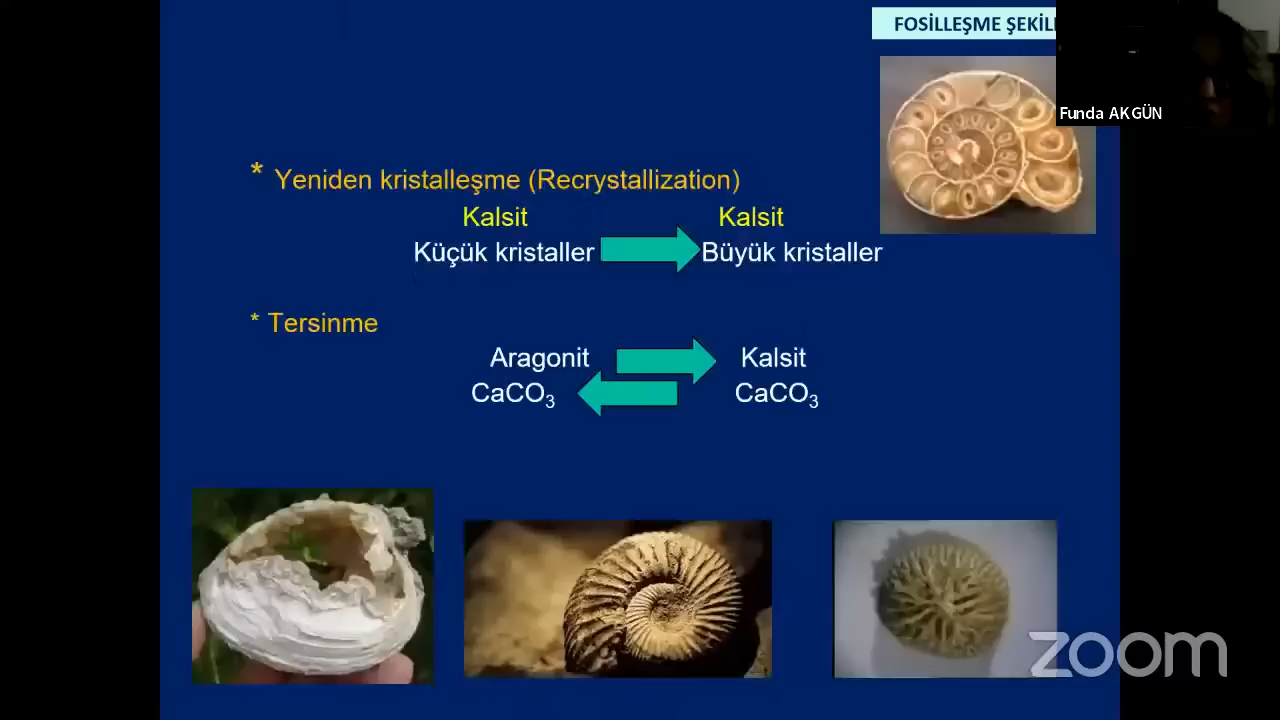 FOSİLLEŞME ŞEKİL
Funda AKGÜN
* Yeniden kristalleşme (Recrystallization)
Kalsit Kalsit
Küçük kristaller Büyük kristaller
* Tersinme
Aragonit Kalsit
CaCO₃ CaCO₃
zoom